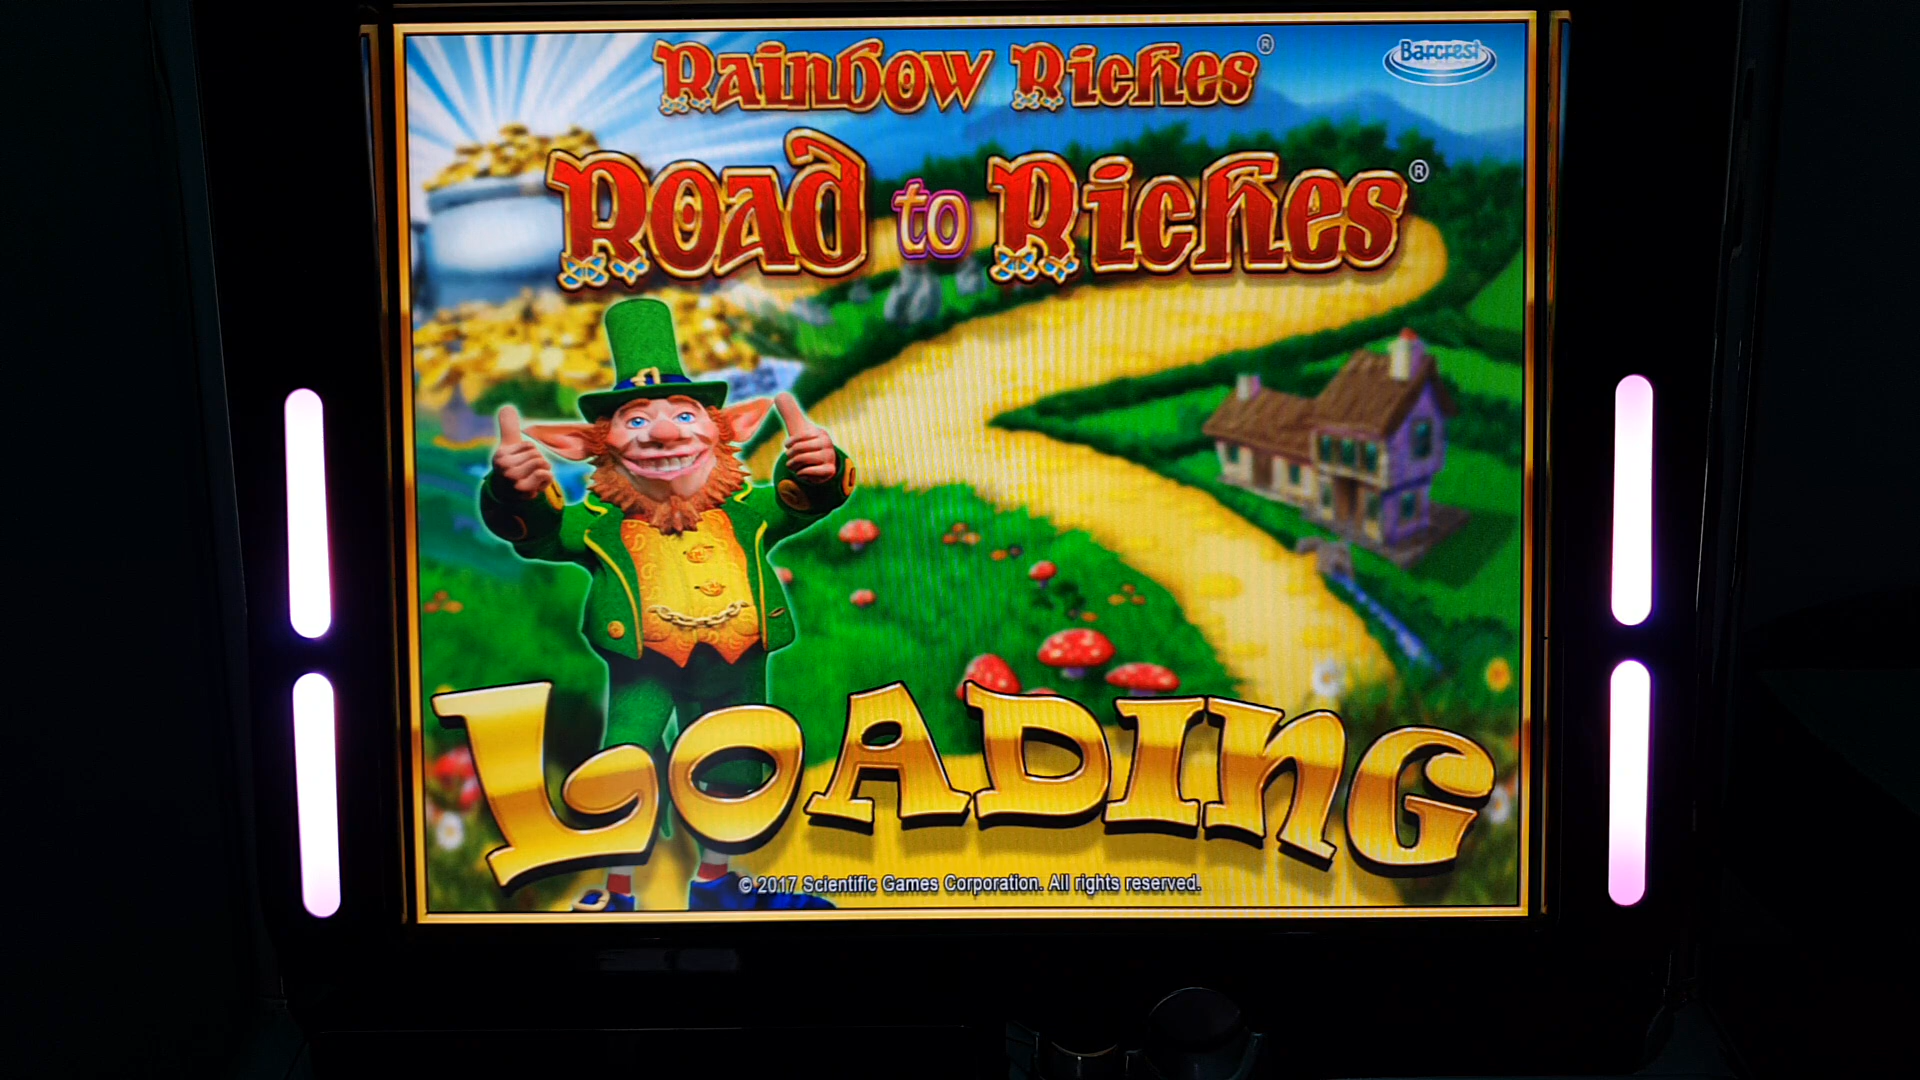 Rainbow Riches®
Barcrest
Road to Riches®
LOADING
© 2017 Scientific Games Corporation. All rights reserved.